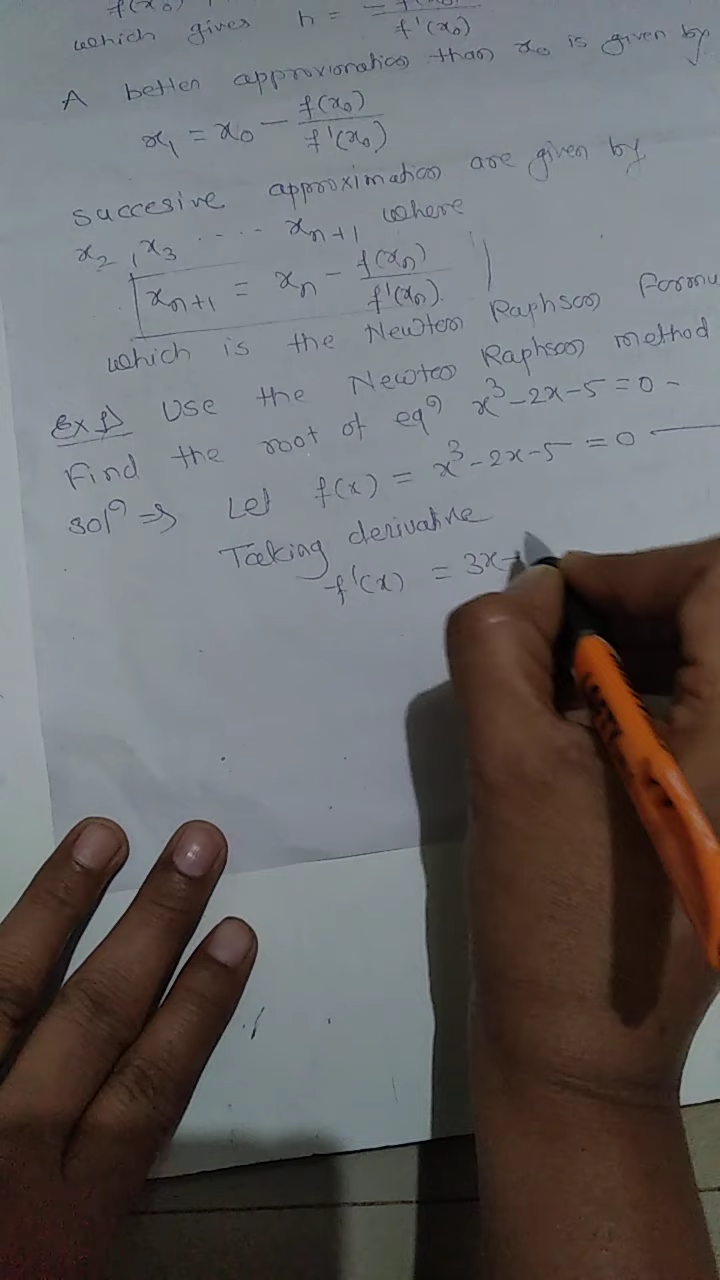 which gives h = -f(x₀) / f'(x₀)
A better approximation than x₀ is given by
x₁ = x₀ - f(x₀) / f'(x₀)
succesive approximation are given by
x₂, x₃ ..... xₙ₊₁ where
xₙ₊₁ = xₙ - f(xₙ) / f'(xₙ).
which is the Newton Raphson
Ex 1) Use the Newton Raphson method
Find the root of eqⁿ x³-2x-5=0 -
solⁿ ⇒ Let f(x) = x³-2x-5 = 0
Taking derivative
f'(x) = 3x